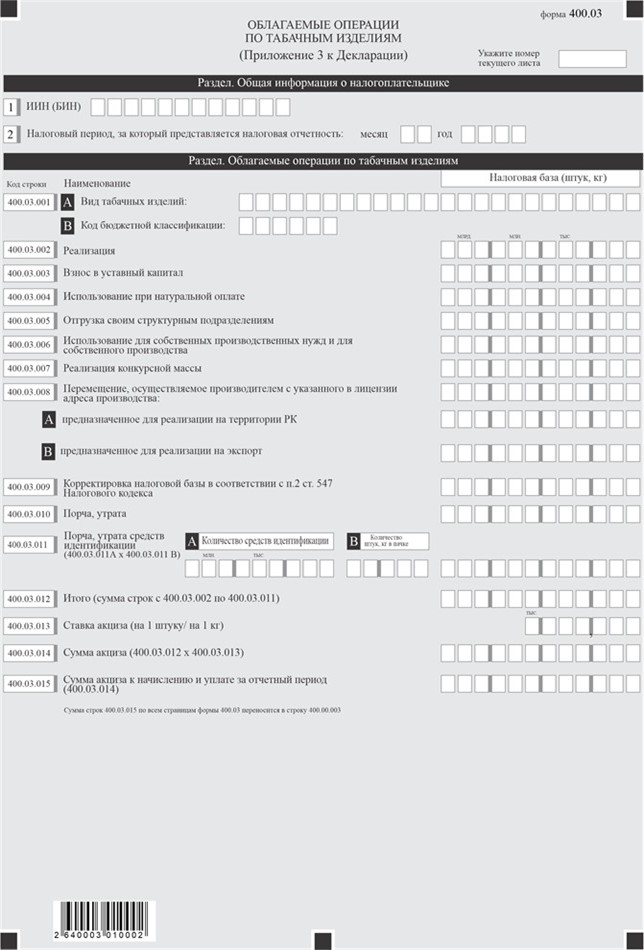 форма 400.03
ОБЛАГАЕМЫЕ ОПЕРАЦИИ
ПО ТАБАЧНЫМ ИЗДЕЛИЯМ
(Приложение 3 к Декларации)
Укажите номер
текущего листа
Раздел. Общая информация о налогоплательщике
1 ИИН (БИН)
2 Налоговый период, за который представляется налоговая отчетность: месяц год
Раздел. Облагаемые операции по табачным изделиям
Код строки Наименование Налоговая база (штук, кг)
400.03.001 A Вид табачных изделий:
B Код бюджетной классификации:
млрд млн тыс
400.03.002 Реализация
400.03.003 Взнос в уставный капитал
400.03.004 Использование при натуральной оплате
400.03.005 Отгрузка своим структурным подразделениям
400.03.006 Использование для собственных производственных нужд и для
собственного производства
400.03.007 Реализация конкурсной массы
400.03.008 Перемещение, осуществляемое производителем с указанного в лицензии
адреса производства:
A предназначенное для реализации на территории РК
B предназначенное для реализации на экспорт
400.03.009 Корректировка налоговой базы в соответствии с п.2 ст. 547
Налогового кодекса
400.03.010 Порча, утрата
400.03.011 Порча, утрата средств
идентификации
(400.03.011А х 400.03.011 В)
A Количество средств идентификации
B Количество
штук, кг в пачке
млн тыс
400.03.012 Итого (сумма строк с 400.03.002 по 400.03.011)
тыс
400.03.013 Ставка акциза (на 1 штуку/ на 1 кг) ,
400.03.014 Сумма акциза (400.03.012 х 400.03.013)
400.03.015 Сумма акциза к начислению и уплате за отчетный период
(400.03.014)
Сумма строк 400.03.015 по всем страницам формы 400.03 переносится в строку 400.00.003
2 640003 010002